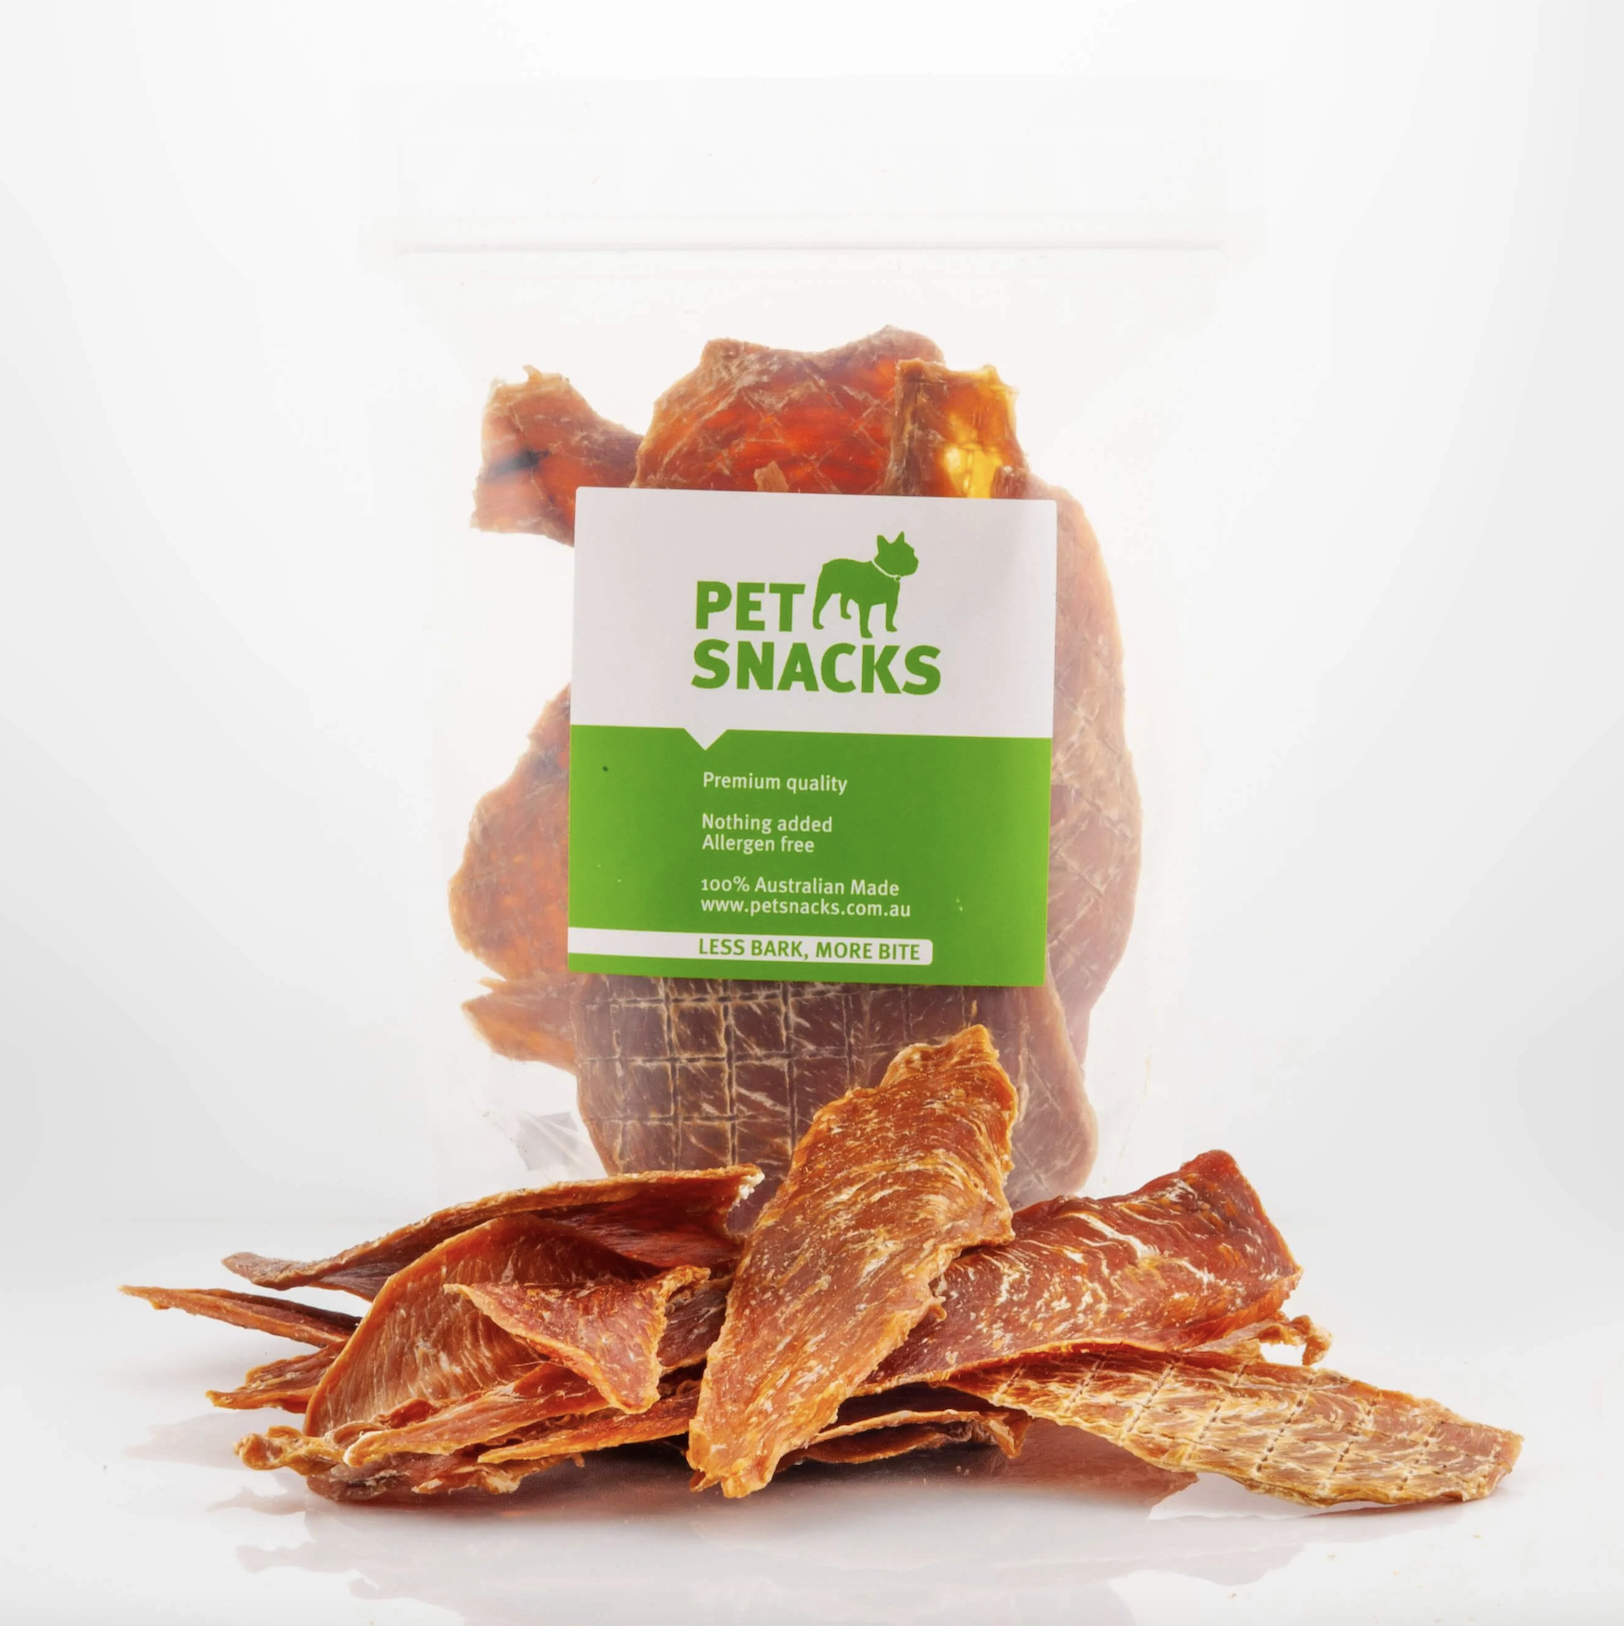 PET
SNACKS
Premium quality
Nothing added
Allergen free
100% Australian Made
www.petsnacks.com.au
LESS BARK, MORE BITE